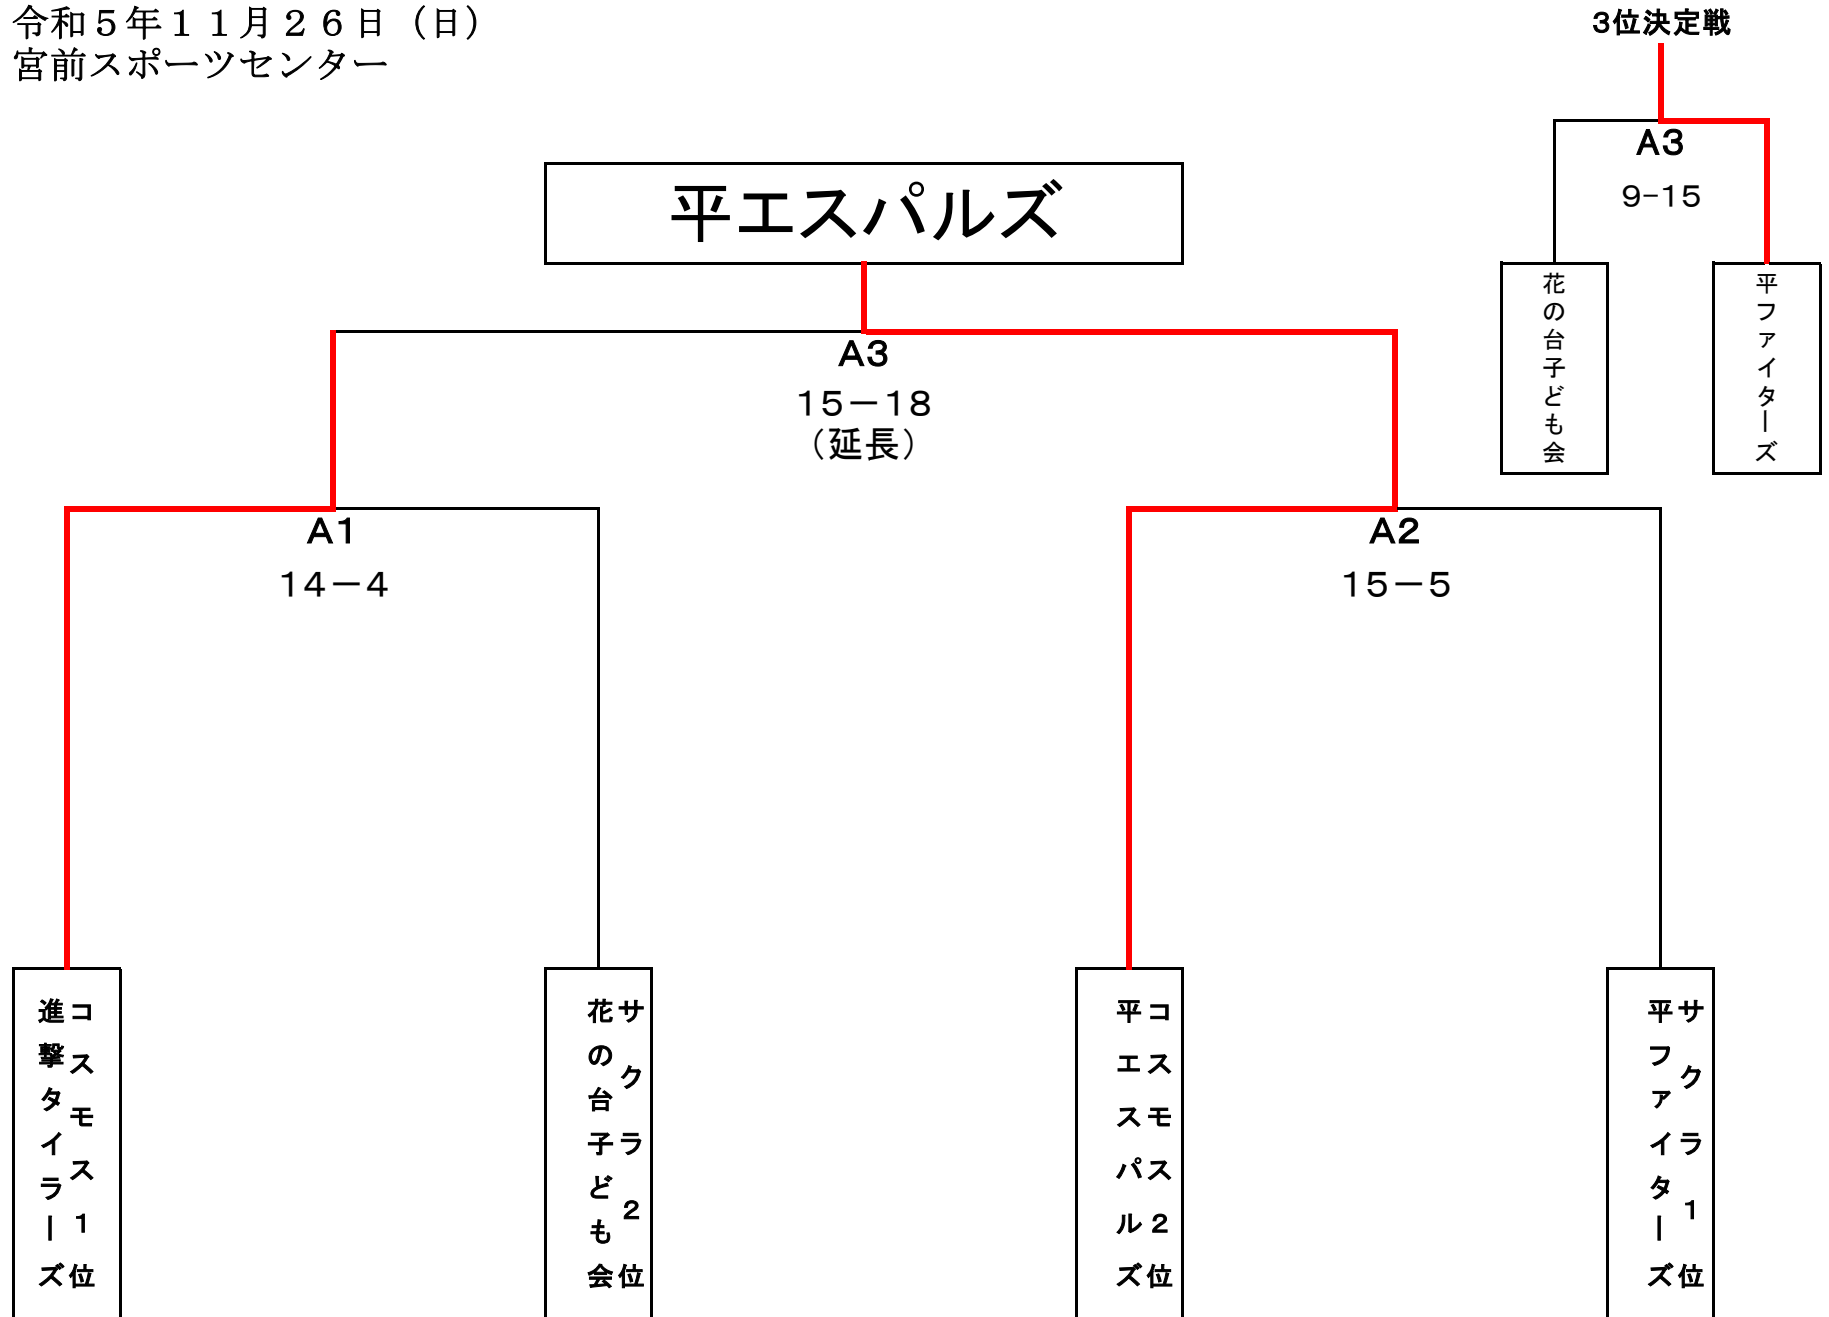 令和５年１１月２６日（日）
宮前スポーツセンター
3位決定戦
A3
9-15
花の台子ども会
平ファイターズ
平エスパルズ
A3
15－18
（延長）
A1
14－4
A2
15－5
コスモス1位
進撃タイラーズ
サクラ2位
花の台子ども会
コスモス2位
平エスパルズ
サクラ1位
平ファイターズ